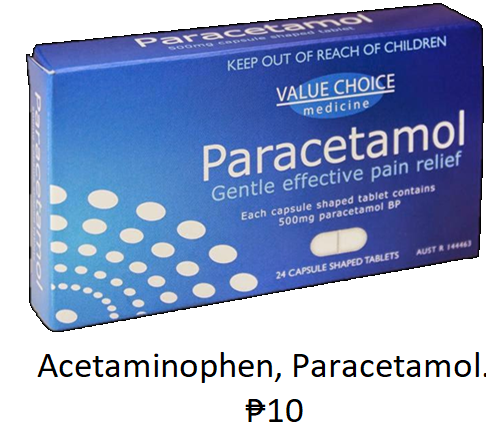 Paracetamol
500mg capsule shaped tablet
KEEP OUT OF REACH OF CHILDREN
VALUE CHOICE
medicine
Paracetamol
Gentle effective pain relief
Each capsule shaped tablet contains
500mg paracetamol BP
24 CAPSULE SHAPED TABLETS
AUST R 144463
Paracetamol
Acetaminophen, Paracetamol.
₱10